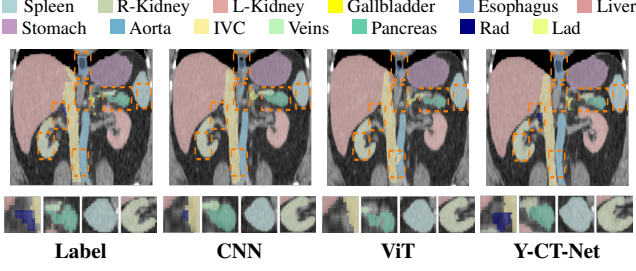 Spleen R-Kidney L-Kidney Gallbladder Esophagus Liver
Stomach Aorta IVC Veins Pancreas Rad Lad
Label CNN ViT Y-CT-Net